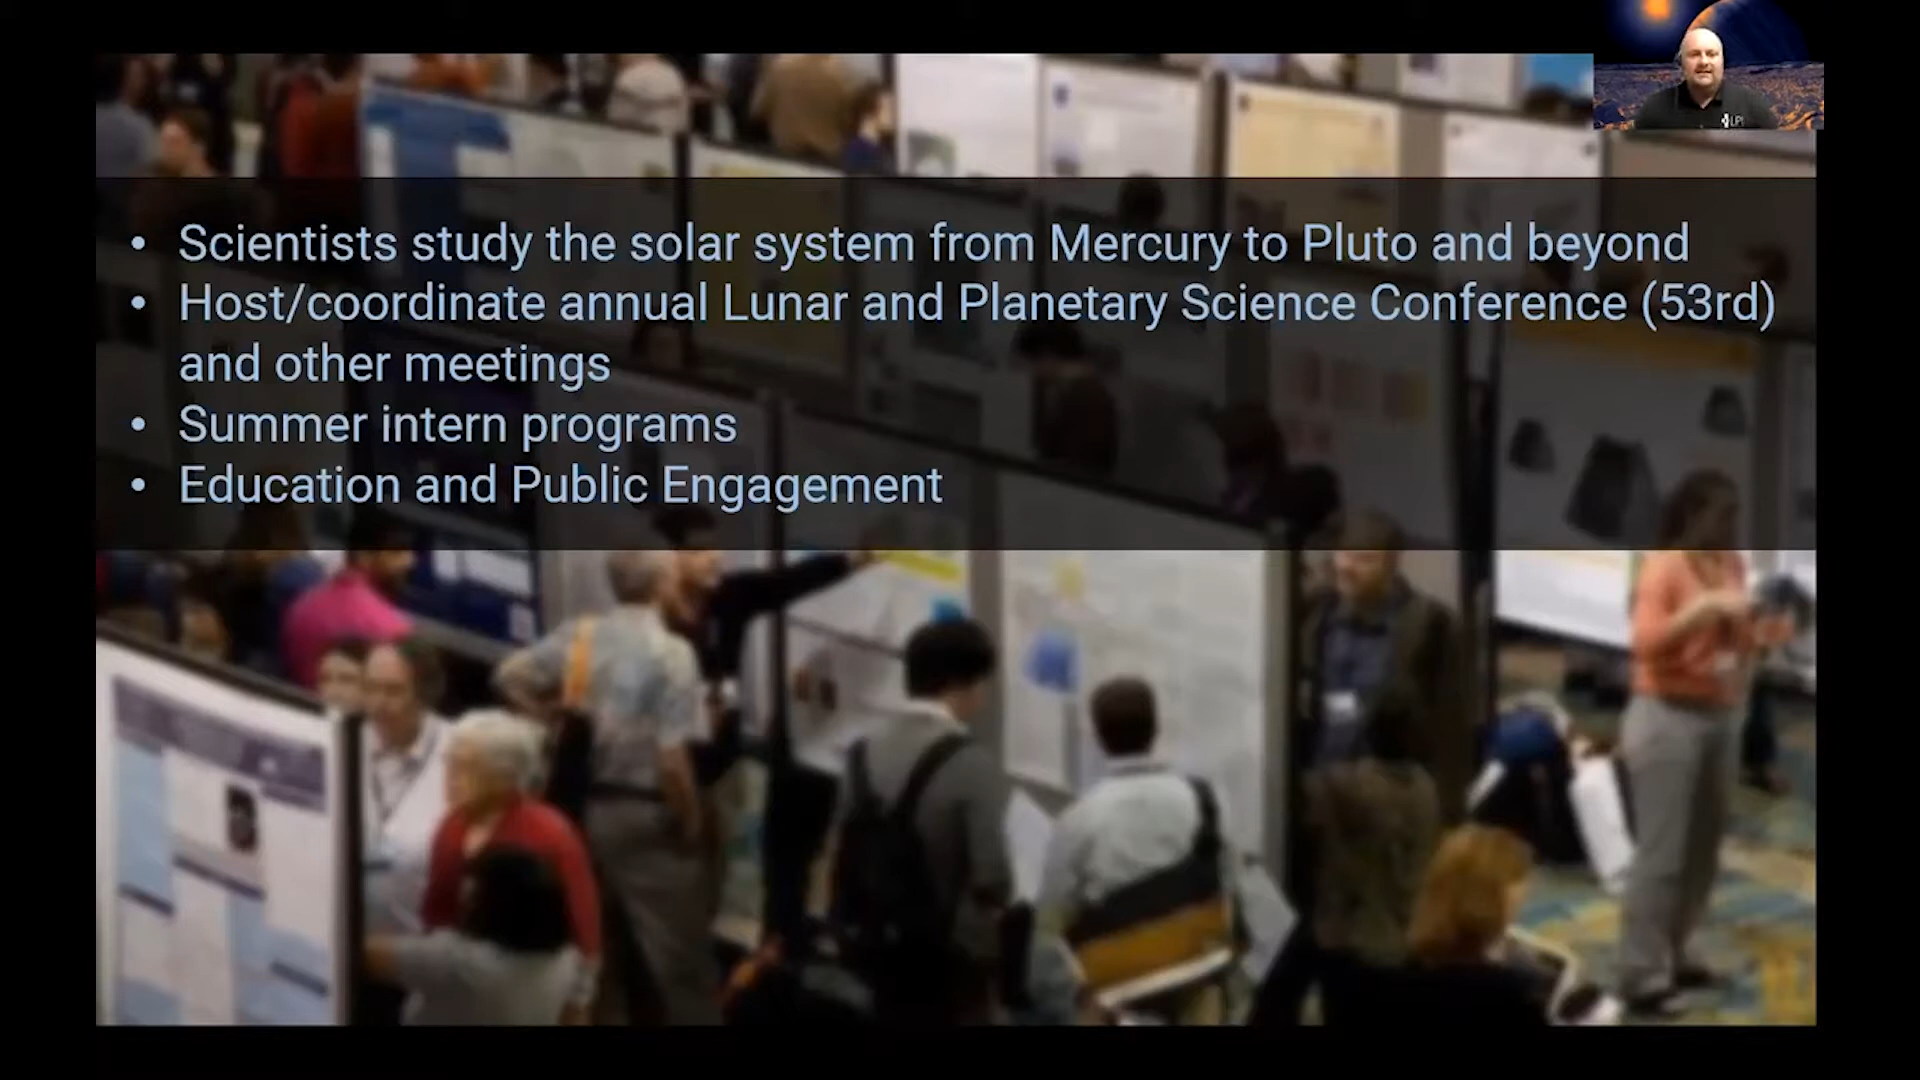 • Scientists study the solar system from Mercury to Pluto and beyond
• Host/coordinate annual Lunar and Planetary Science Conference (53rd)
and other meetings
• Summer intern programs
• Education and Public Engagement
LPI